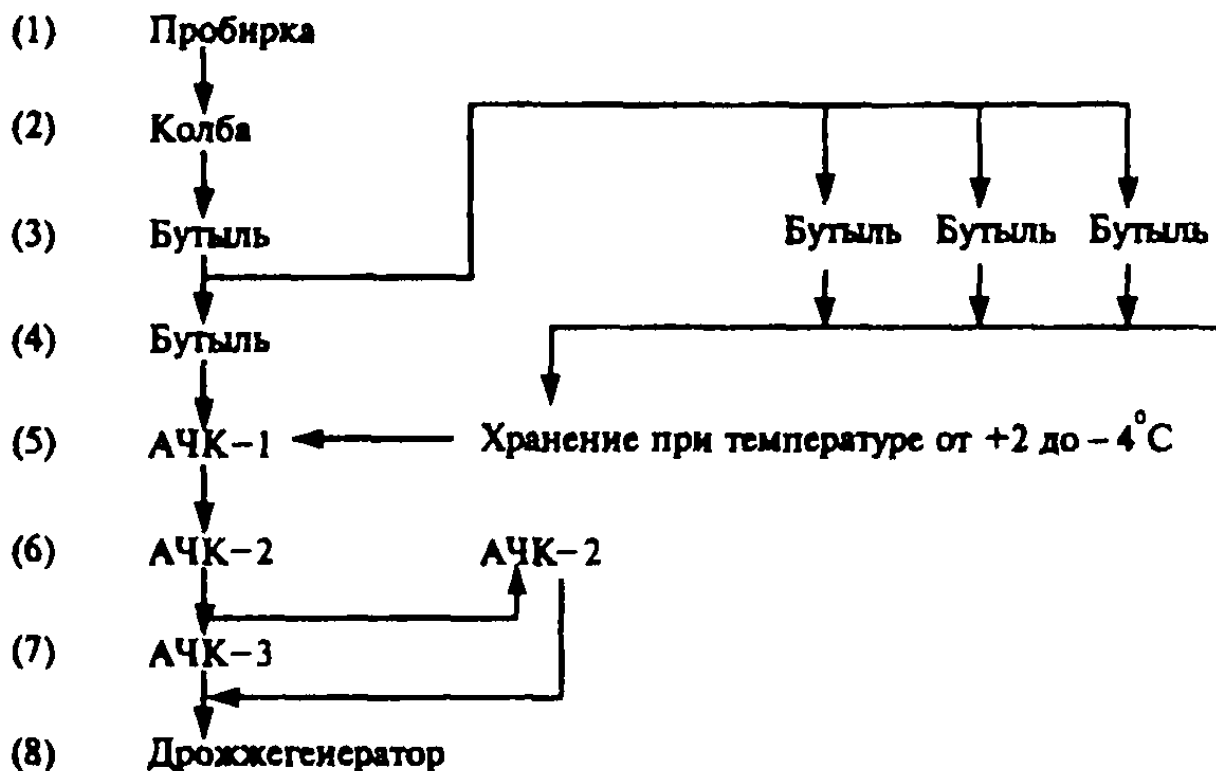 (1) Пробирка
(2) Колба
(3) Бутыль Бутыль Бутыль Бутыль
(4) Бутыль
(5) АЧК−1 Хранение при температуре от +2 до − 4°С
(6) АЧК−2 АЧК−2
(7) АЧК−3
(8) Дрожжегенератор